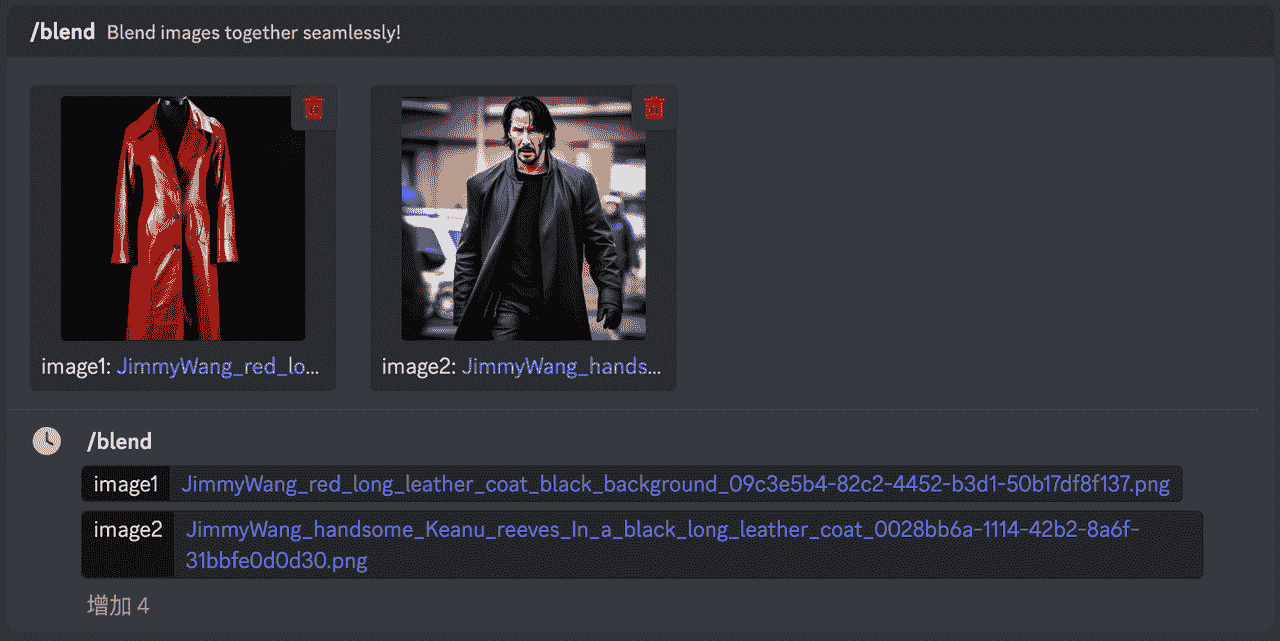 /blend Blend images together seamlessly!
image1: JimmyWang_red_lo... image2: JimmyWang_hands...
/blend
image1 JimmyWang_red_long_leather_coat_black_background_09c3e5b4-82c2-4452-b3d1-50b17df8f137.png
image2 JimmyWang_handsome_Keanu_reeves_In_a_black_long_leather_coat_0028bb6a-1114-42b2-8a6f-
31bbfe0d0d30.png
增加 4